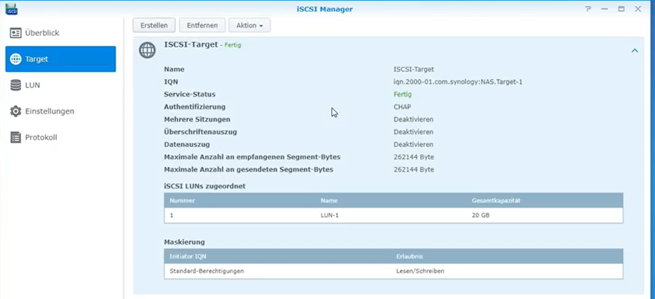 iSCSI Manager
Erstellen Entfernen Aktion
Überblick
Target
LUN
Einstellungen
Protokoll
ISCSI-Target - Fertig
Name ISCSI-Target
IQN iqn.2000-01.com.synology:NAS.Target-1
Service-Status Fertig
Authentifizierung CHAP
Mehrere Sitzungen Deaktivieren
Überschriftenauszug Deaktivieren
Datenauszug Deaktivieren
Maximale Anzahl an empfangenen Segment-Bytes 262144 Byte
Maximale Anzahl an gesendeten Segment-Bytes 262144 Byte
iSCSI LUNs zugeordnet
Nummer Name Gesamtkapazität
1 LUN-1 20 GB
Maskierung
Initiator IQN Erlaubnis
Standard-Berechtigungen Lesen/Schreiben